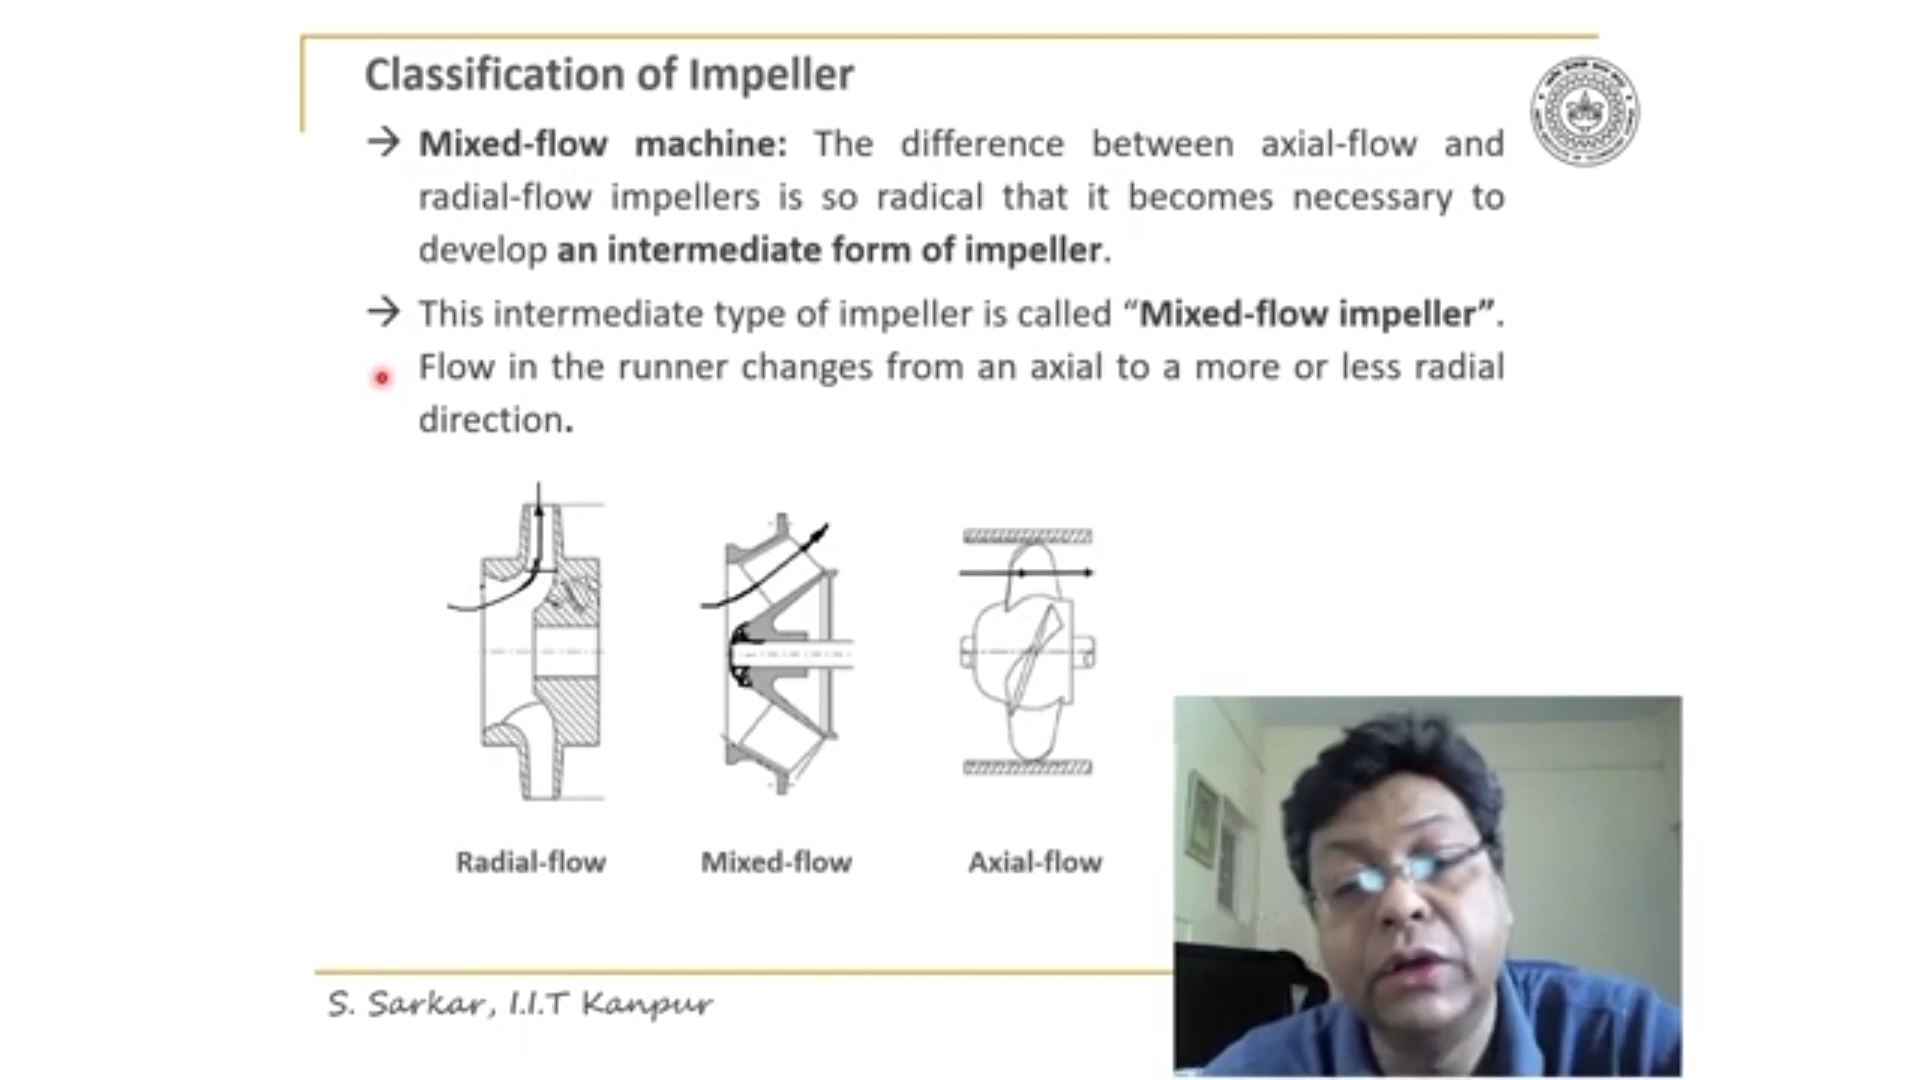 Classification of Impeller
→ Mixed-flow machine: The difference between axial-flow and
radial-flow impellers is so radical that it becomes necessary to
develop an intermediate form of impeller.
→ This intermediate type of impeller is called “Mixed-flow impeller”.
Flow in the runner changes from an axial to a more or less radial
direction.
Radial-flow
Mixed-flow
Axial-flow
S. Sarkar, I.I.T Kanpur